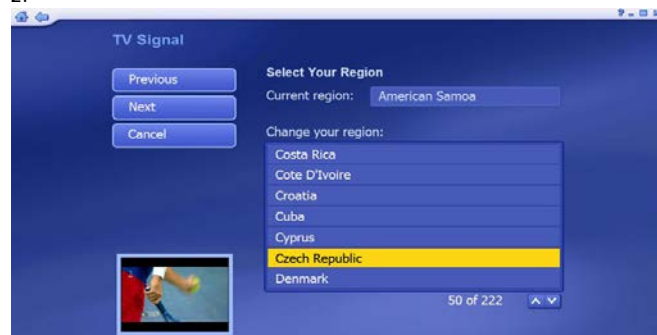 2.
TV Signal
Previous
Next
Cancel
Select Your Region
Current region: American Samoa
Change your region:
Costa Rica
Cote D'Ivoire
Croatia
Cuba
Cyprus
Czech Republic
Denmark
50 of 222